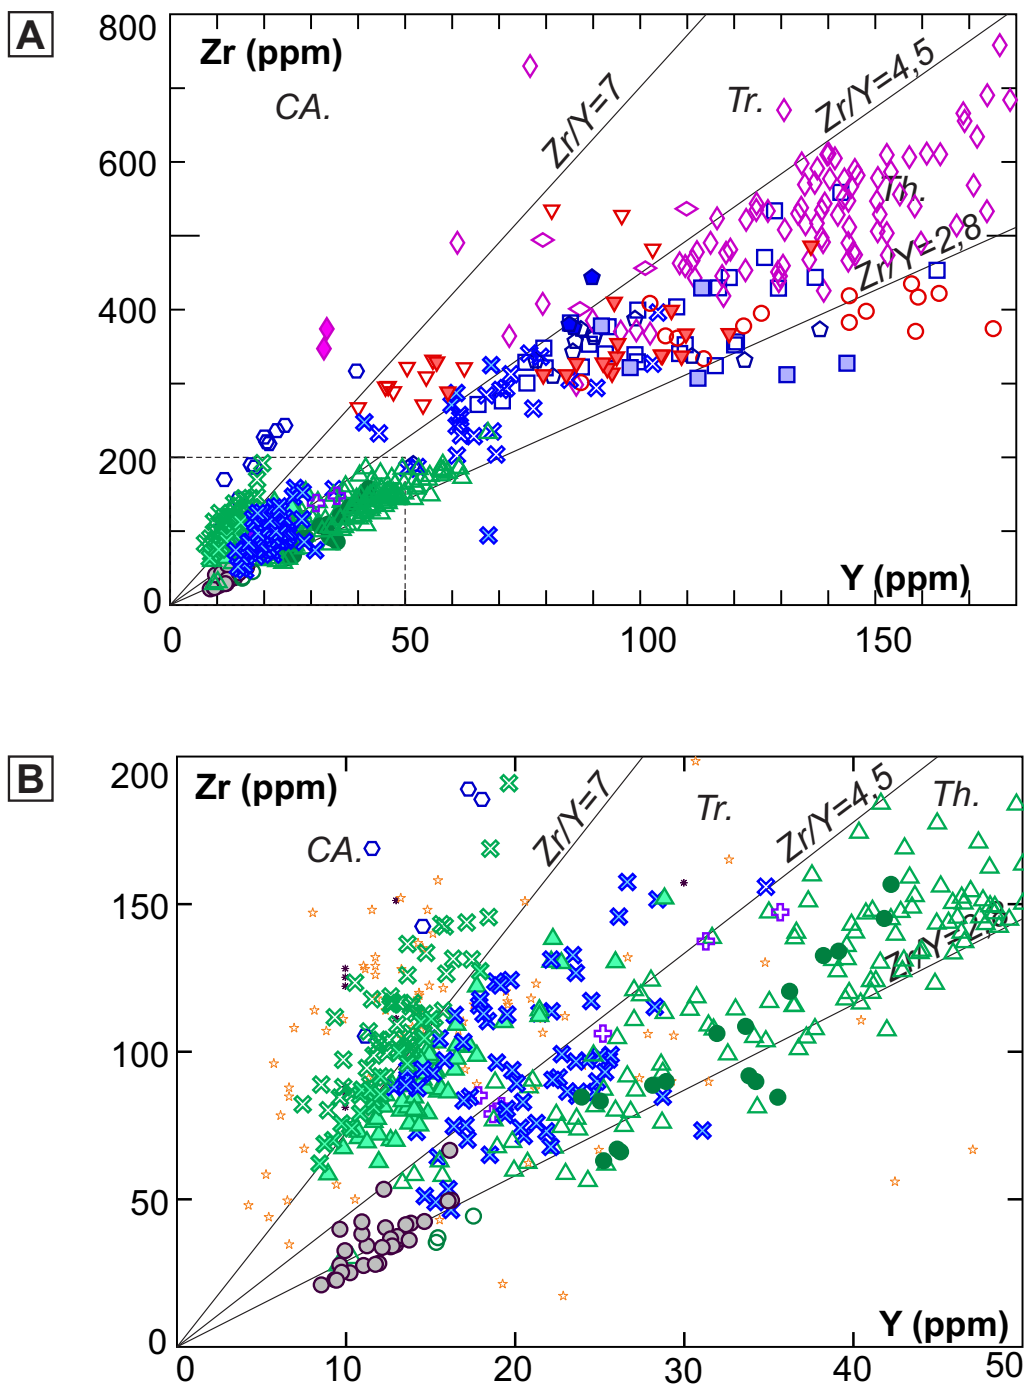 A
800
Zr (ppm)
CA.
Zr/Y=7
Tr.
Zr/Y=4,5
600
Th.
Zr/Y=2,8
400
200
Y (ppm)
0
0 50 100 150
B
200
Zr (ppm)
CA.
Zr/Y=7
Tr.
Zr/Y=4,5
Th.
150
Zr/Y=2,8
100
50
Y (ppm)
0
0 10 20 30 40 50